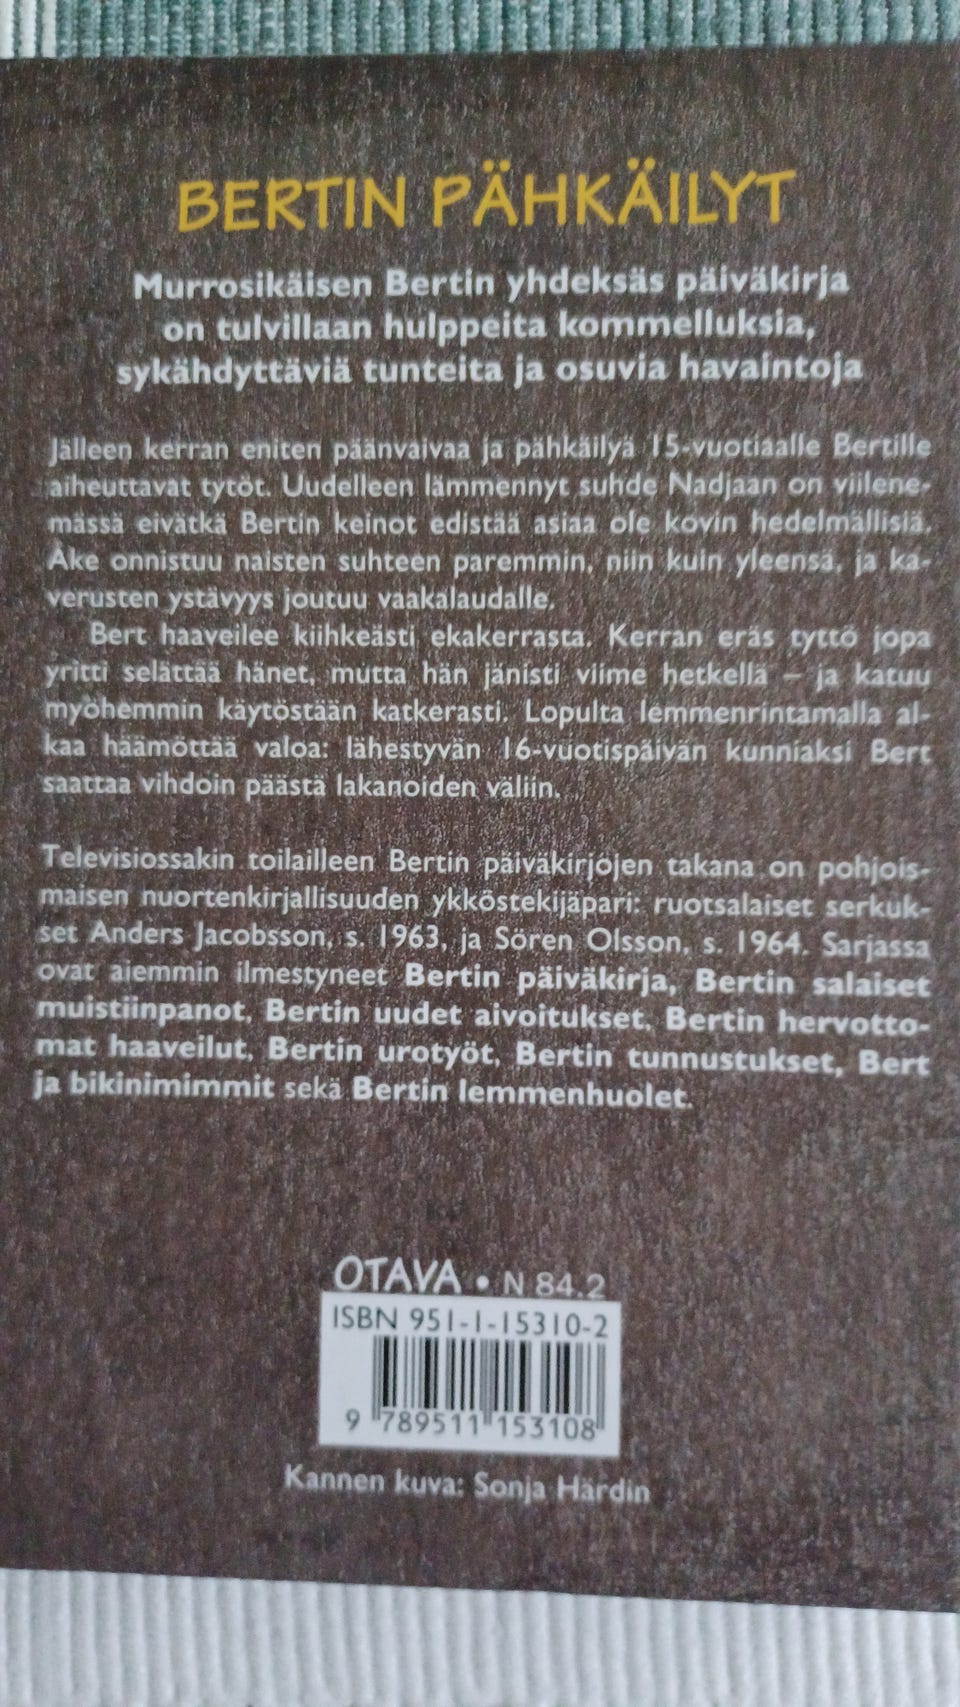 BERTIN PÄHKÄILYT
Murrosikäisen Bertin yhdeksäs päiväkirja
on tulvillaan hulppeita kommelluksia,
sykähdyttäviä tunteita ja osuvia havaintoja
Jälleen kerran eniten päänvaivaa ja pähkäilyä 15-vuotiaalle Bertille
aiheuttavat tytöt. Uudelleen lämmennyt suhde Nadjaan on viilene-
mässä eivätkä Bertin keinot edistää asiaa ole kovin hedelmällisiä.
Åke onnistuu naisten suhteen paremmin, niin kuin yleensä, ja ka-
verusten ystävyys joutuu vaakalaudalle.
Bert haaveilee kiihkeästi ekakerrasta. Kerran eräs tyttö jopa
yritti selättää hänet, mutta hän jänisti viime hetkellä – ja katuu
myöhemmin käytöstään katkerasti. Lopulta lemmenrintamalla al-
kaa häämöttää valoa: lähestyvän 16-vuotispäivän kunniaksi Bert
saattaa vihdoin päästä lakanoiden väliin.
Televisiossakin toilailleen Bertin päiväkirjojen takana on pohjois-
maisen nuortenkirjallisuuden ykköstekijäpari: ruotsalaiset serkuk-
set Anders Jacobsson, s. 1963, ja Sören Olsson, s. 1964. Sarjassa
ovat aiemmin ilmestyneet Bertin päiväkirja, Bertin salaiset
muistiinpanot, Bertin uudet aivoitukset, Bertin hervotto-
mat haaveilut, Bertin urotyöt, Bertin tunnustukset, Bert
ja bikinimimmit sekä Bertin lemmenhuolet.
OTAVA • N 84.2
ISBN 951-1-15310-2
9 789511 153108
Kannen kuva: Sonja Härdin